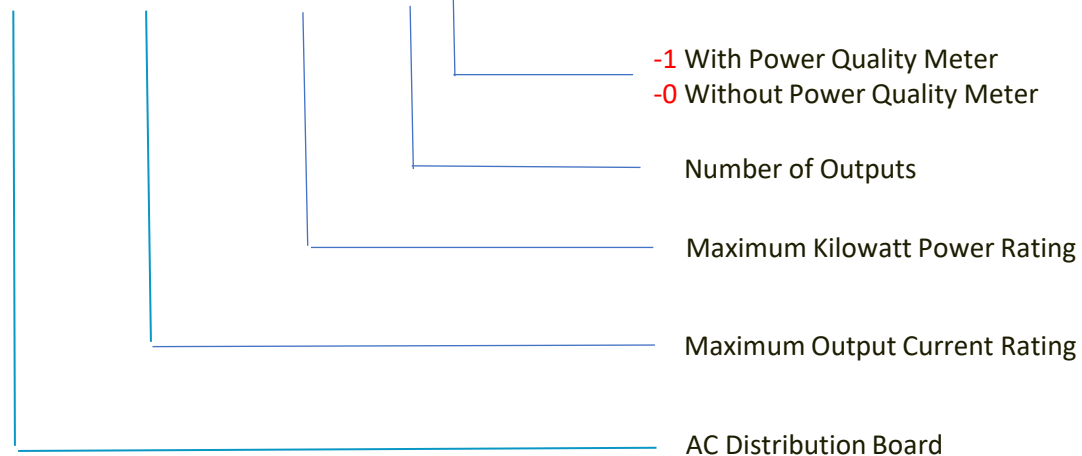 -1 With Power Quality Meter
-0 Without Power Quality Meter
Number of Outputs
Maximum Kilowatt Power Rating
Maximum Output Current Rating
AC Distribution Board